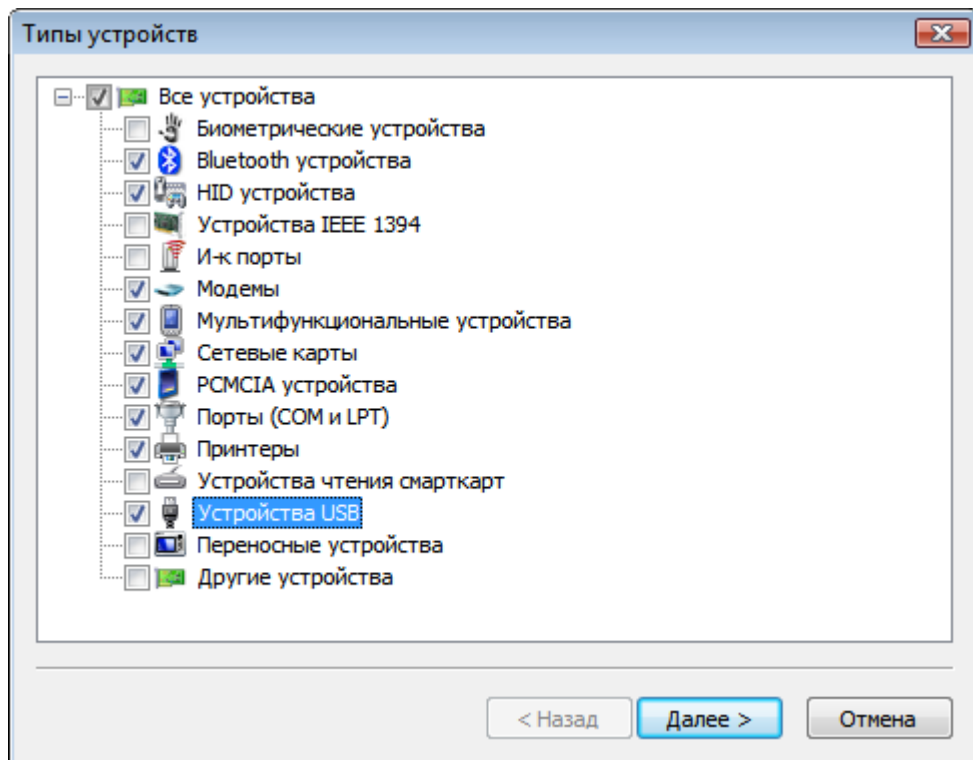 Типы устройств
Все устройства
Биометрические устройства
Bluetooth устройства
HID устройства
Устройства IEEE 1394
И-к порты
Модемы
Мультифункциональные устройства
Сетевые карты
PCMCIA устройства
Порты (COM и LPT)
Принтеры
Устройства чтения смарткарт
Устройства USB
Переносные устройства
Другие устройства
< Назад Далее > Отмена